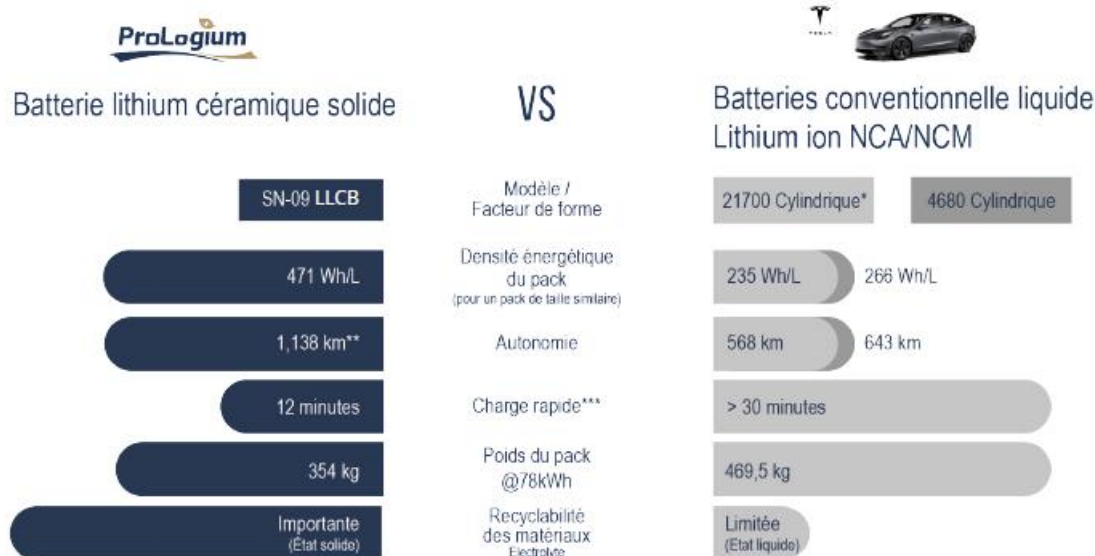 ProLogium
TESLA
Batterie lithium céramique solide
VS
Batteries conventionnelle liquide
Lithium ion NCA/NCM
SN-09 LLCB
Modèle /
Facteur de forme
21700 Cylindrique*
4680 Cylindrique
471 Wh/L
Densité énergétique
du pack
(pour un pack de taille similaire)
235 Wh/L
266 Wh/L
1,138 km**
Autonomie
568 km
643 km
12 minutes
Charge rapide***
> 30 minutes
354 kg
Poids du pack
@78kWh
469,5 kg
Importante
(État solide)
Recyclabilité
des matériaux
Electrolyte
Limitée
(Etat liquide)